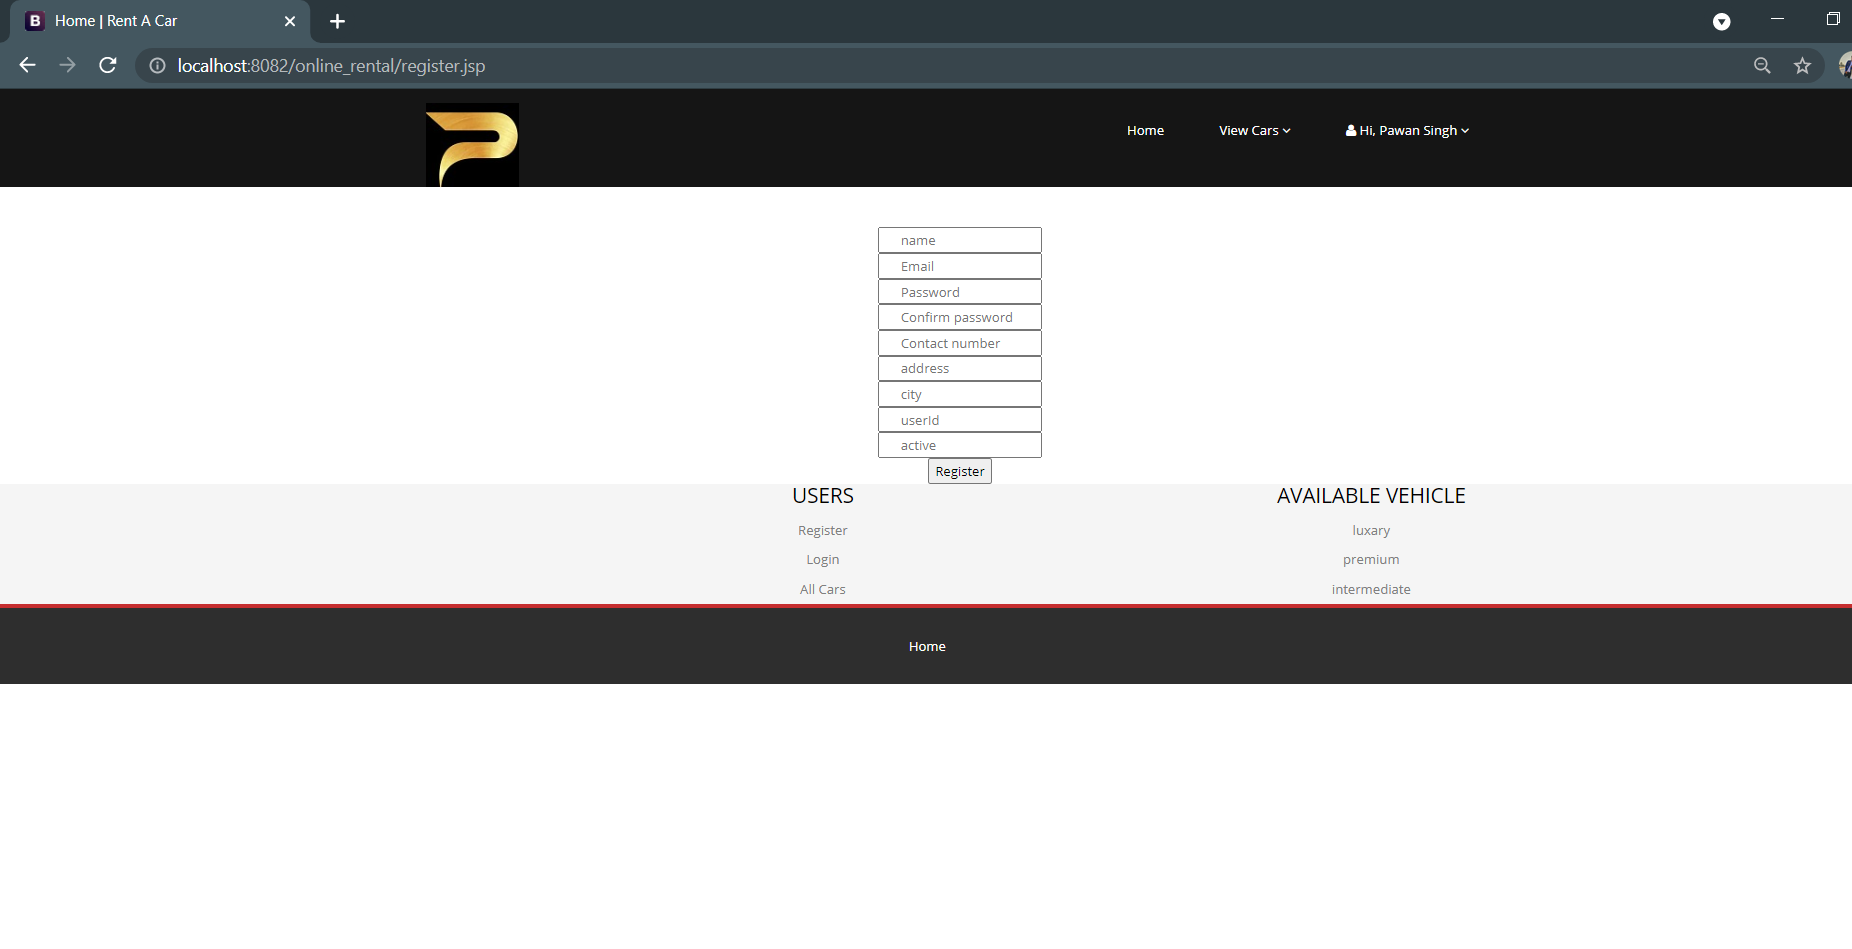 Home | Rent A Car
localhost:8082/online_rental/register.jsp
Home View Cars Hi, Pawan Singh
name
Email
Password
Confirm password
Contact number
address
city
userId
active
Register
USERS AVAILABLE VEHICLE
Register luxary
Login premium
All Cars intermediate
Home